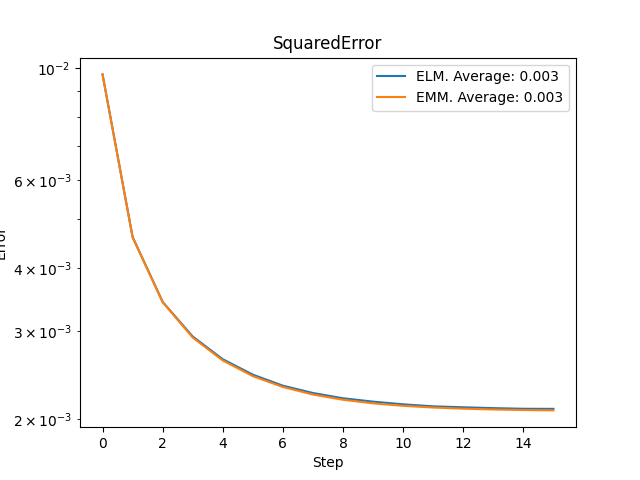 SquaredError
ELM. Average: 0.003
EMM. Average: 0.003
10⁻²
6 × 10⁻³
4 × 10⁻³
3 × 10⁻³
2 × 10⁻³
Error
0 2 4 6 8 10 12 14
Step